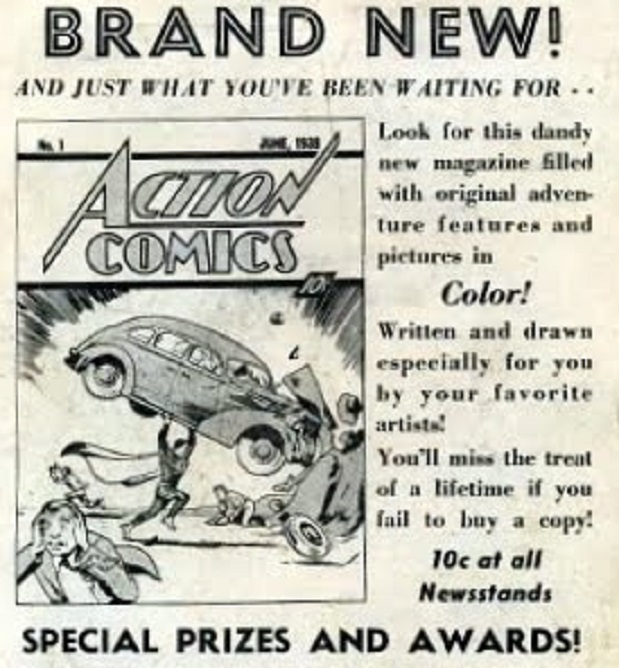 BRAND NEW!
AND JUST WHAT YOU'VE BEEN WAITING FOR - -
No. 1
JUNE, 1938
ACTION
COMICS
10¢
Look for this dandy
new magazine filled
with original adven-
ture features and
pictures in
Color!
Written and drawn
especially for you
by your favorite
artists!
You'll miss the treat
of a lifetime if you
fail to buy a copy!
10c at all
Newsstands
SPECIAL PRIZES AND AWARDS!